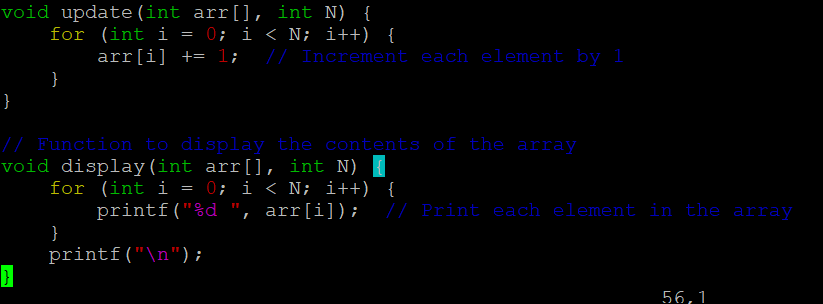 void update(int arr[], int N) {
    for (int i = 0; i < N; i++) {
        arr[i] += 1;  // Increment each element by 1
    }
}

// Function to display the contents of the array
void display(int arr[], int N) {
    for (int i = 0; i < N; i++) {
        printf("%d ", arr[i]);  // Print each element in the array
    }
    printf("\n");
}
56,1